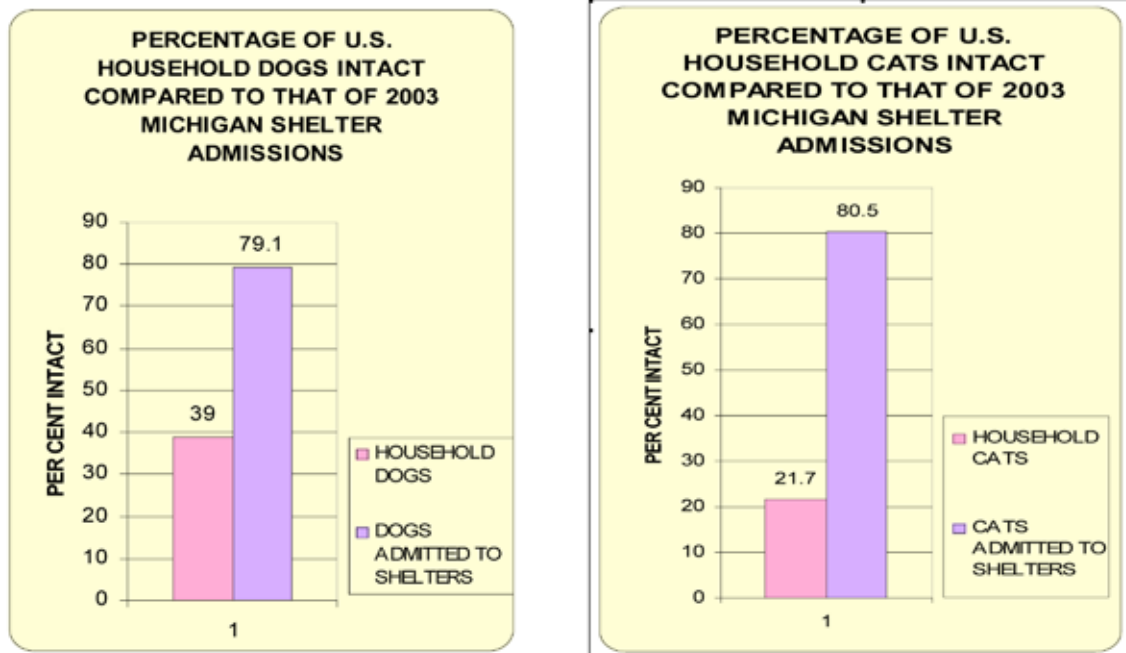 PERCENTAGE OF U.S.
HOUSEHOLD DOGS INTACT
COMPARED TO THAT OF 2003
MICHIGAN SHELTER
ADMISSIONS
90
80
70
60
50
40
30
20
10
0
PER CENT INTACT
39
79.1
1
HOUSEHOLD
DOGS
DOGS
ADMITTED TO
SHELTERS
PERCENTAGE OF U.S.
HOUSEHOLD CATS INTACT
COMPARED TO THAT OF 2003
MICHIGAN SHELTER
ADMISSIONS
90
80
70
60
50
40
30
20
10
0
PER CENT INTACT
21.7
80.5
1
HOUSEHOLD
CATS
CATS
ADMITTED TO
SHELTERS